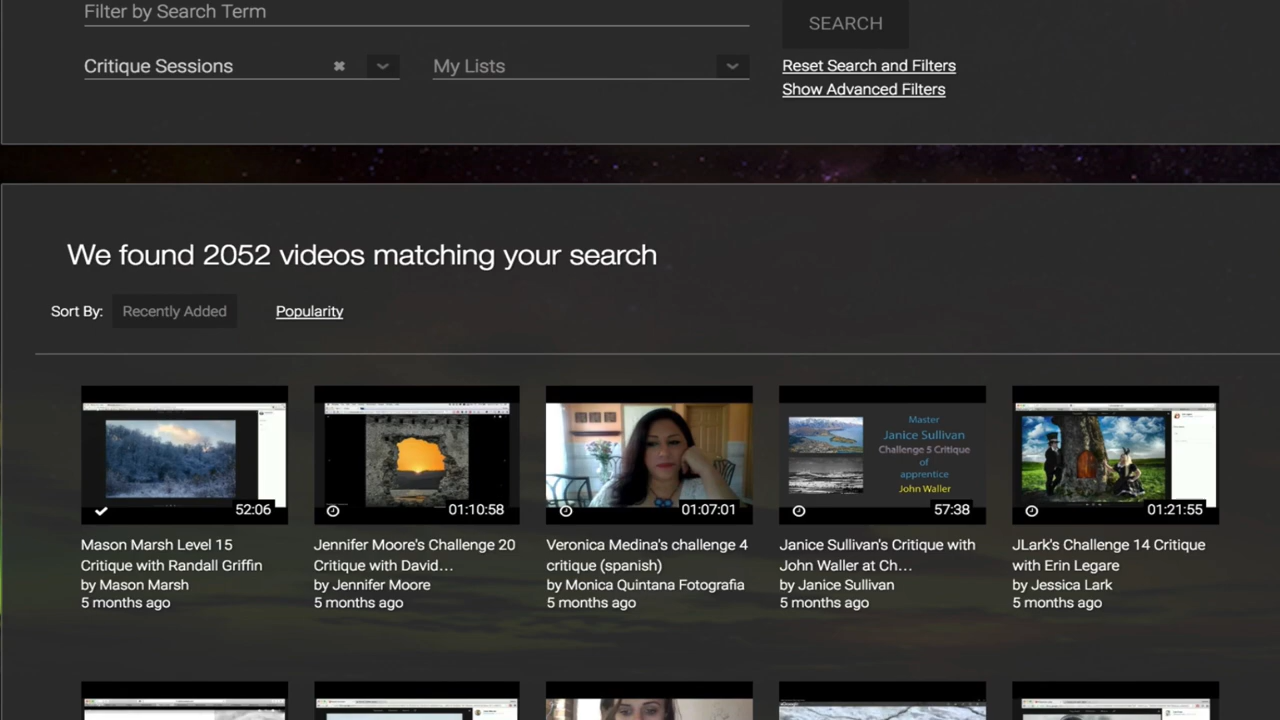 Filter by Search Term
SEARCH
Critique Sessions
My Lists
Reset Search and Filters
Show Advanced Filters
We found 2052 videos matching your search
Sort By: Recently Added Popularity
Master
Janice Sullivan
Challenge 5 Critique
of
apprentice
John Waller
52:06
01:10:58
01:07:01
57:38
01:21:55
Mason Marsh Level 15
Critique with Randall Griffin
by Mason Marsh
5 months ago
Jennifer Moore's Challenge 20
Critique with David...
by Jennifer Moore
5 months ago
Veronica Medina's challenge 4
critique (spanish)
by Monica Quintana Fotografia
5 months ago
Janice Sullivan's Critique with
John Waller at Ch...
by Janice Sullivan
5 months ago
JLark's Challenge 14 Critique
with Erin Legare
by Jessica Lark
5 months ago